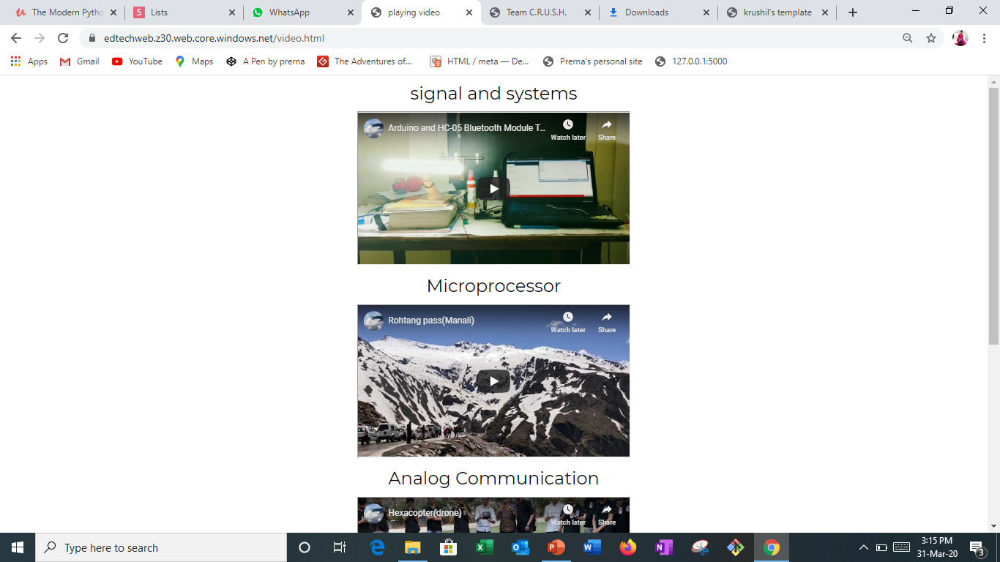 The Modern Pytho
Lists
WhatsApp
playing video
Team C.R.U.S.H.
Downloads
krushil's template
edtechweb.z30.web.core.windows.net/video.html
Apps
Gmail
YouTube
Maps
A Pen by prerna
The Adventures of...
HTML / meta — De...
Prerna's personal site
127.0.0.1:5000
signal and systems
Arduino and HC-05 Bluetooth Module T...
Watch later
Share
Microprocessor
Rohtang pass(Manali)
Watch later
Share
Analog Communication
Hexacopter(drone)
Watch later
Share
Type here to search
3:15 PM
31-Mar-20
3